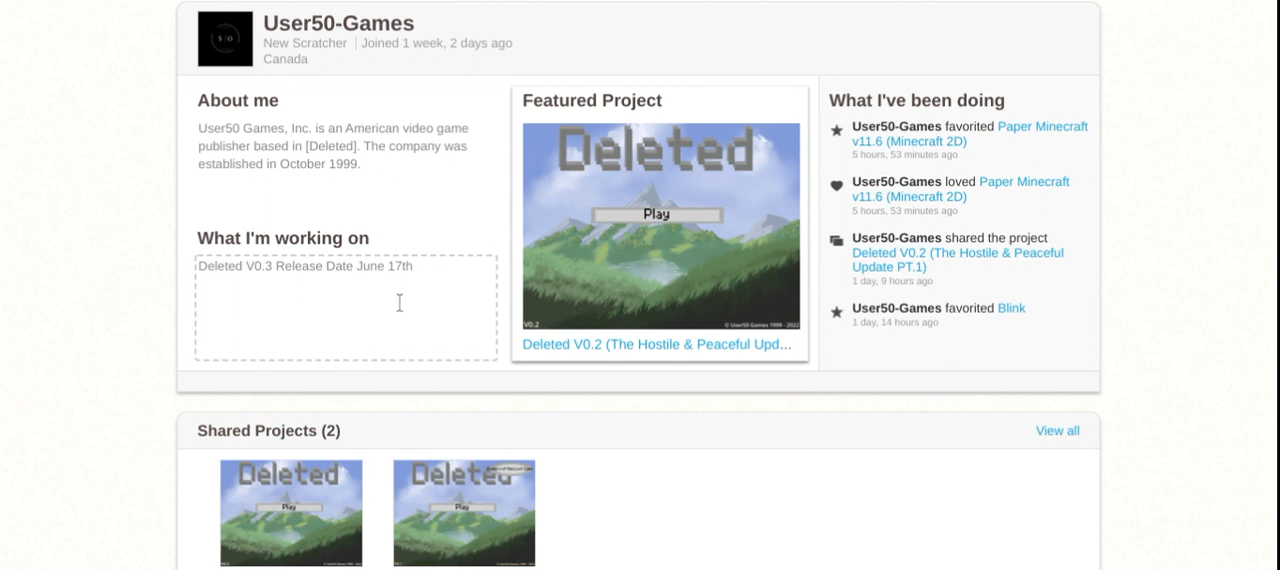 User50-Games
New Scratcher | Joined 1 week, 2 days ago
Canada
About me
User50 Games, Inc. is an American video game
publisher based in [Deleted]. The company was
established in October 1999.
What I'm working on
Deleted V0.3 Release Date June 17th
Featured Project
Deleted
Play
V0.2
© User50 Games 1999 - 2022
Deleted V0.2 (The Hostile & Peaceful Upd...
What I've been doing
User50-Games favorited Paper Minecraft
v11.6 (Minecraft 2D)
5 hours, 53 minutes ago
User50-Games loved Paper Minecraft
v11.6 (Minecraft 2D)
5 hours, 53 minutes ago
User50-Games shared the project
Deleted V0.2 (The Hostile & Peaceful
Update PT.1)
1 day, 9 hours ago
User50-Games favorited Blink
1 day, 14 hours ago
Shared Projects (2)
View all
Deleted
Play
Deleted
Play